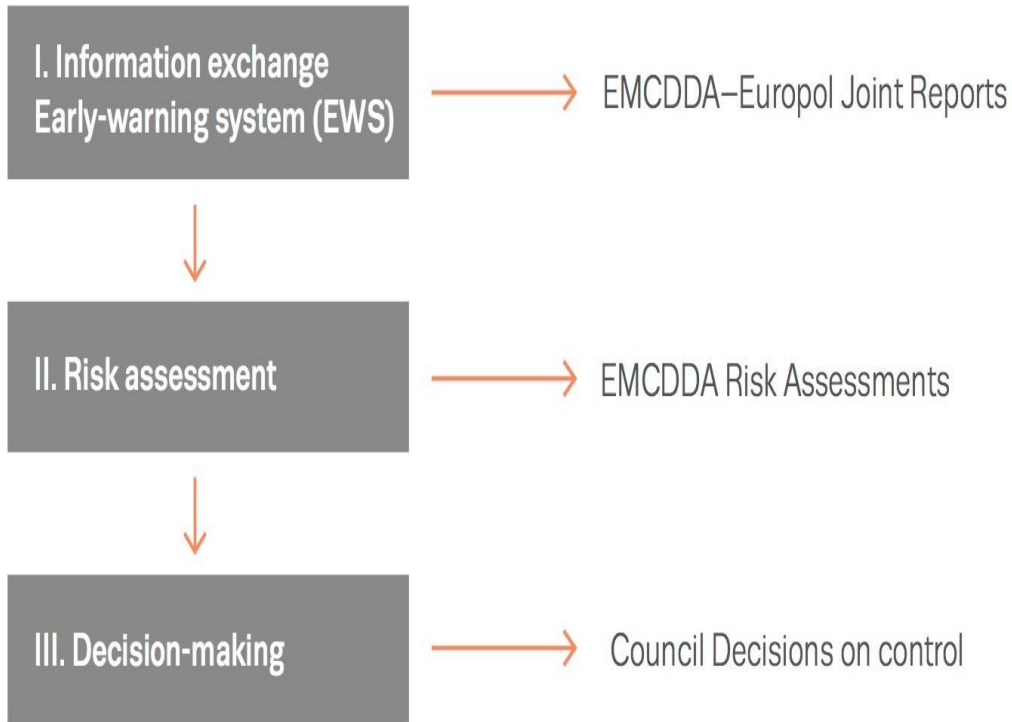 I. Information exchange
Early-warning system (EWS)
EMCDDA–Europol Joint Reports
II. Risk assessment
EMCDDA Risk Assessments
III. Decision-making
Council Decisions on control